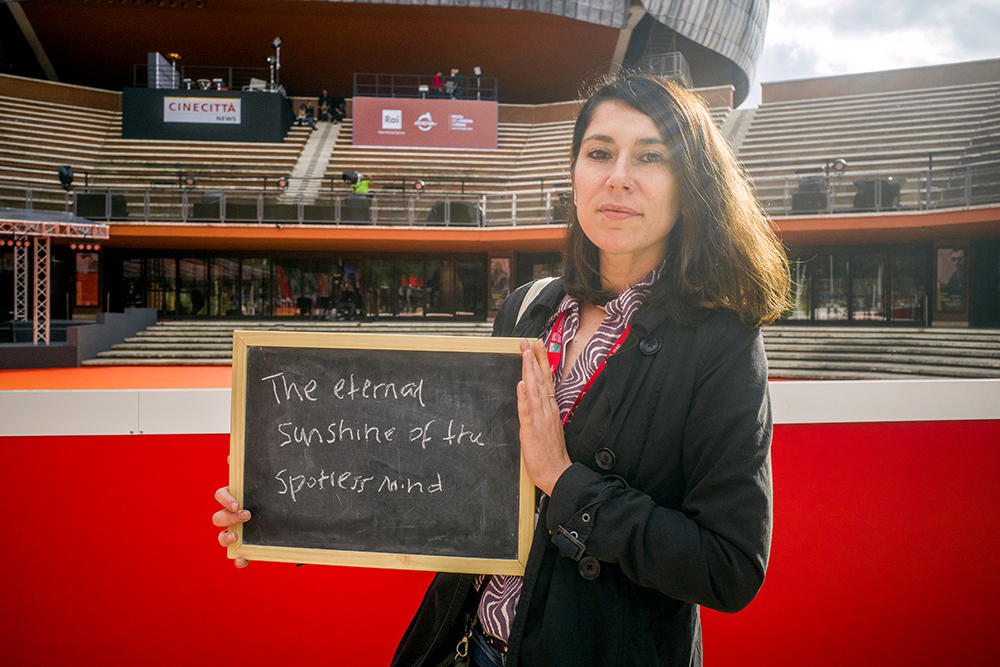 CINECITTÀ
NEWS
Rai
The eternal
sunshine of the
spotless mind